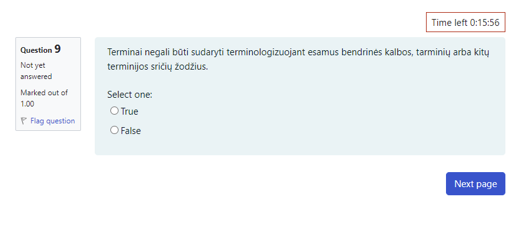 Time left 0:15:56
Question 9
Not yet
answered
Marked out of
1.00
Flag question
Terminai negali būti sudaryti terminologizuojant esamus bendrinės kalbos, tarminių arba kitų
terminijos sričių žodžius.
Select one:
True
False
Next page